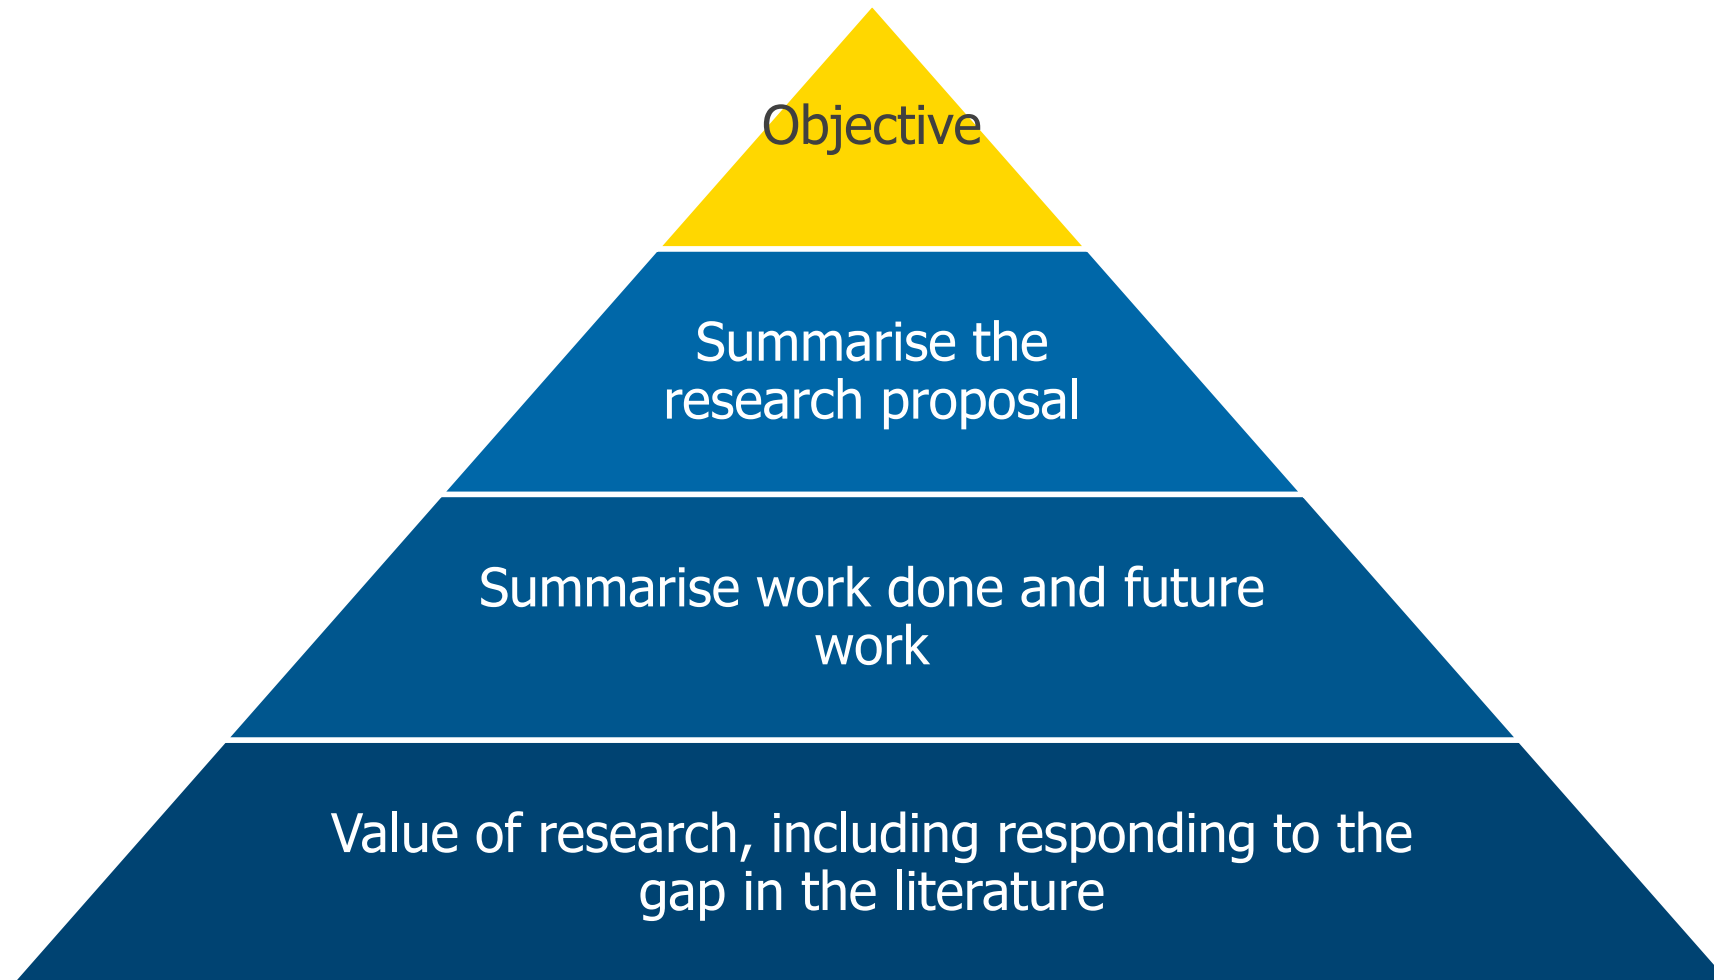 Objective
Summarise the
research proposal
Summarise work done and future
work
Value of research, including responding to the
gap in the literature